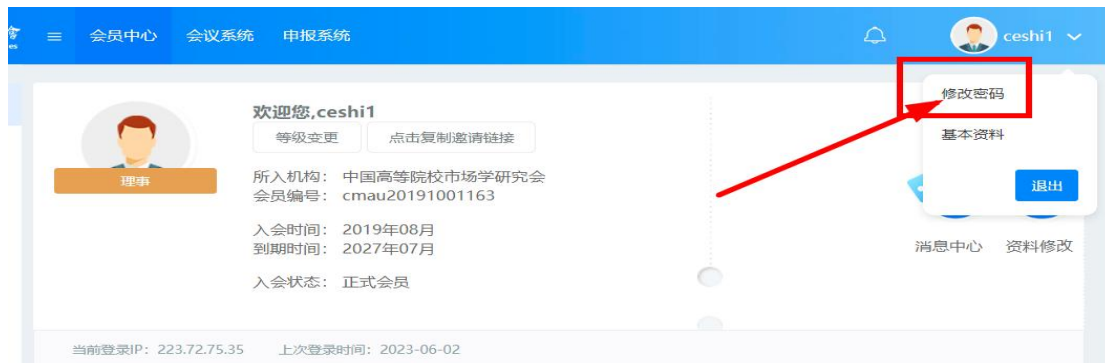 会员中心 会议系统 申报系统 ceshi1
修改密码
欢迎您,ceshi1
等级变更 点击复制邀请链接
基本资料
理事
所入机构： 中国高等院校市场学研究会
退出
会员编号： cmau20191001163
入会时间： 2019年08月
到期时间： 2027年07月
消息中心 资料修改
入会状态： 正式会员
当前登录IP：223.72.75.35 上次登录时间：2023-06-02